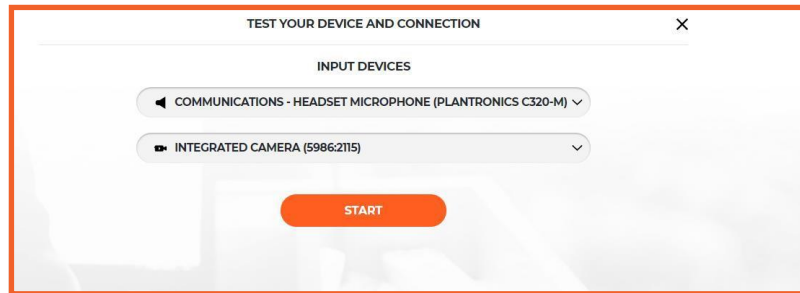 TEST YOUR DEVICE AND CONNECTION
INPUT DEVICES
COMMUNICATIONS - HEADSET MICROPHONE (PLANTRONICS C320-M)
INTEGRATED CAMERA (5986:2115)
START